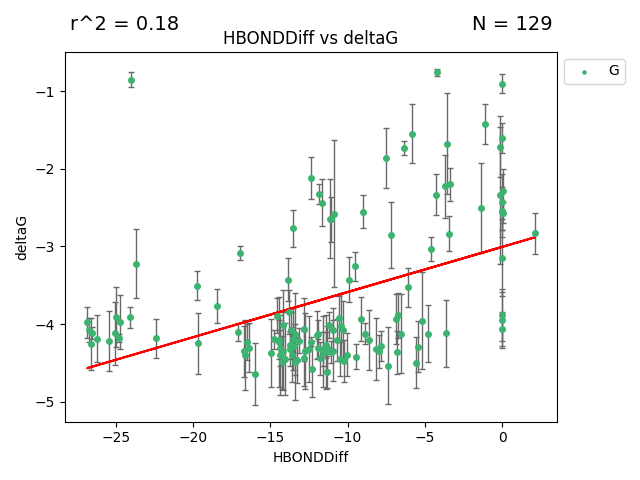 r^2 = 0.18
N = 129
HBONDDiff vs deltaG
G
−1
−2
−3
−4
−5
deltaG
−25
−20
−15
−10
−5
0
HBONDDiff